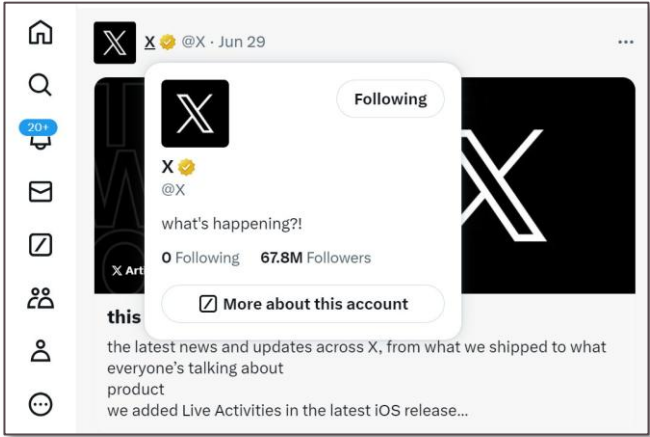 X @X · Jun 29
20+
Following
X
@X
what's happening?!
0 Following 67.8M Followers
More about this account
Art
this
the latest news and updates across X, from what we shipped to what
everyone’s talking about
product
we added Live Activities in the latest iOS release...